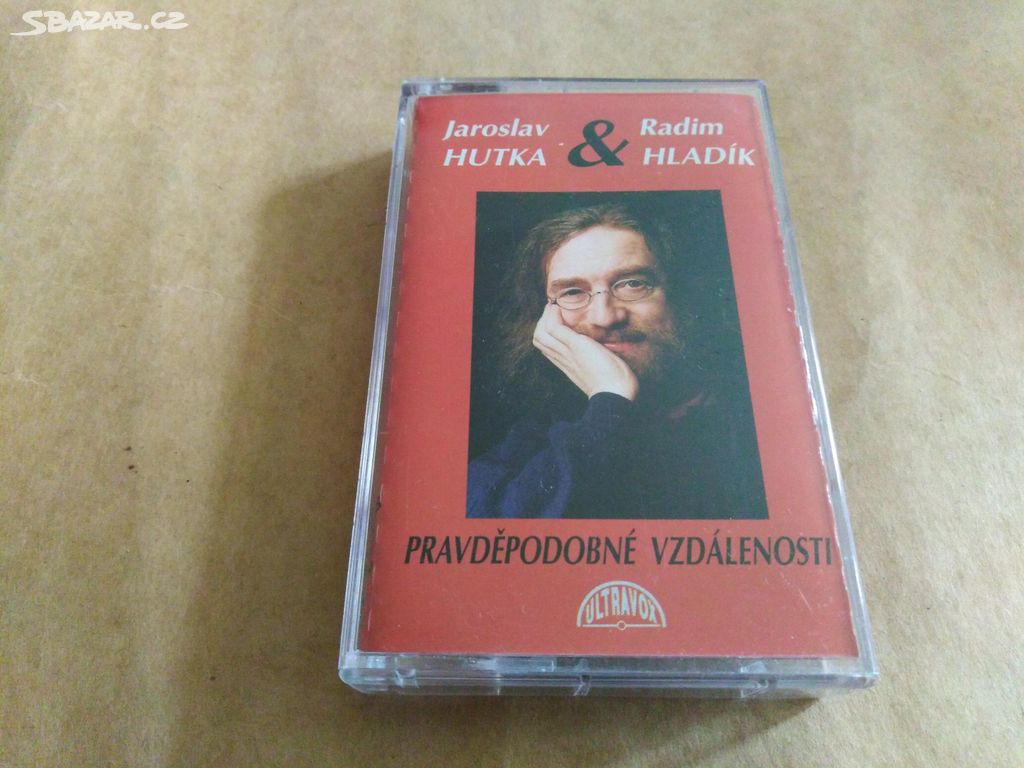 SBAZAR.CZ
Jaroslav & Radim
HUTKA HLADÍK
PRAVDĚPODOBNÉ VZDÁLENOSTI
ULTRAVOX